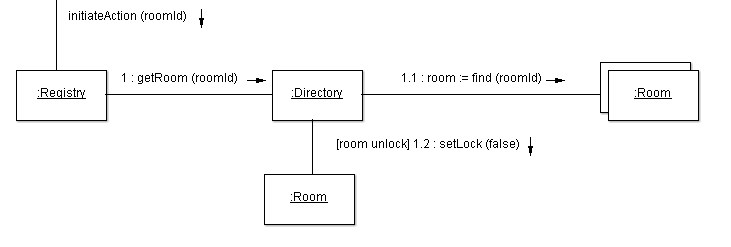 initiateAction (roomId)
1 : getRoom (roomId)
1.1 : room := find (roomId)
:Registry
:Directory
:Room
[room unlock] 1.2 : setLock (false)
:Room